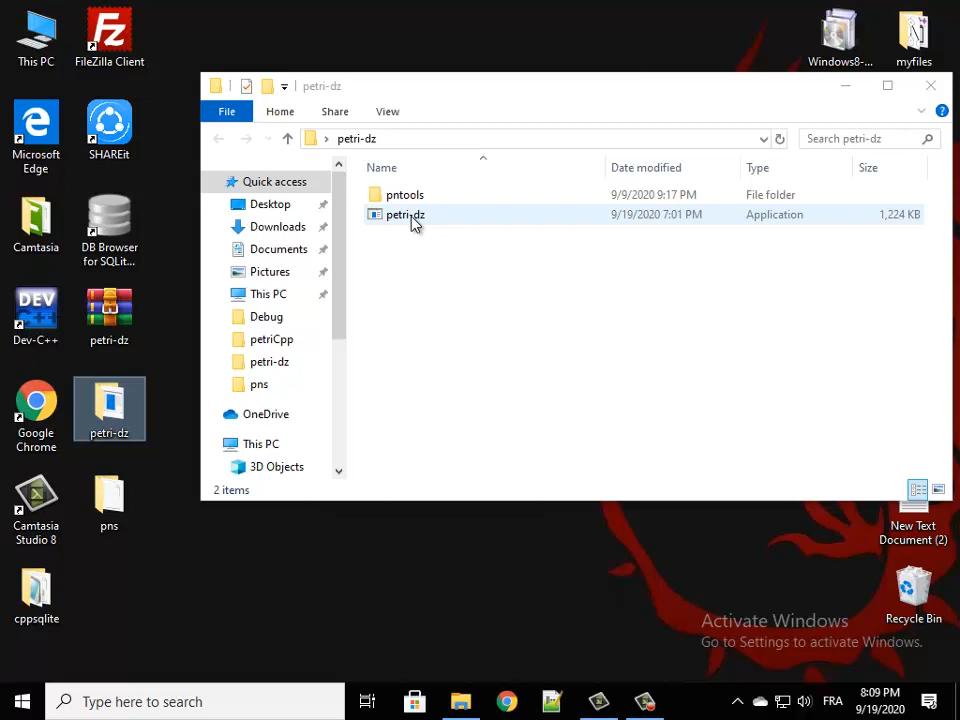 This PC
FileZilla Client
Windows8-...
myfiles
petri-dz
File
Home
Share
View
petri-dz
Search petri-dz
Name
Date modified
Type
Size
Microsoft
Edge
SHAREit
Quick access
Desktop
Downloads
Documents
Pictures
This PC
Debug
petriCpp
petri-dz
pns
OneDrive
This PC
3D Objects
pntools
9/9/2020 9:17 PM
File folder
petri-dz
9/19/2020 7:01 PM
Application
1,224 KB
Camtasia
DB Browser
for SQLit...
DEV
Dev-C++
petri-dz
Google
Chrome
petri-dz
2 items
Camtasia
Studio 8
pns
New Text
Document (2)
cppsqlite
Recycle Bin
Activate Windows
Go to Settings to activate Windows.
Type here to search
FRA
8:09 PM
9/19/2020